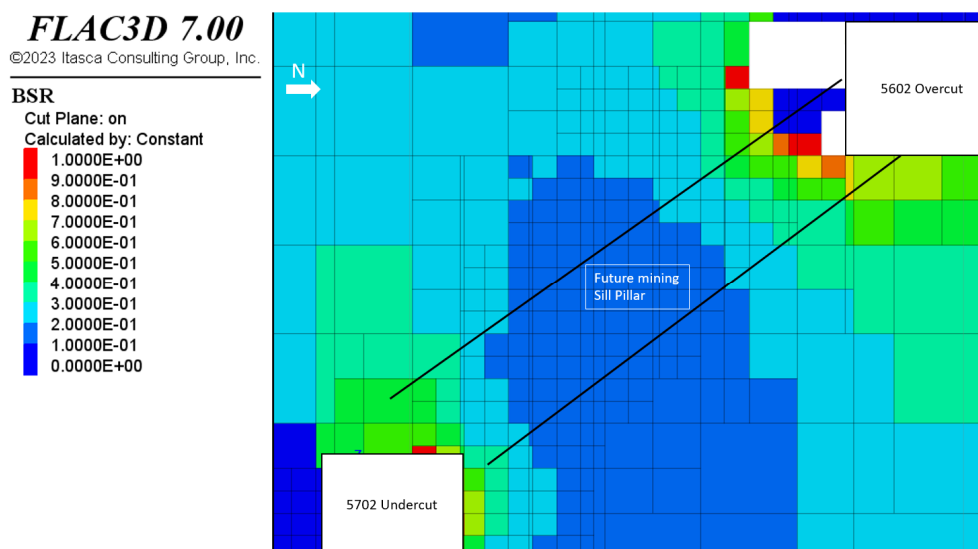 FLAC3D 7.00
©2023 Itasca Consulting Group, Inc.
BSR
Cut Plane: on
Calculated by: Constant
1.0000E+00
9.0000E-01
8.0000E-01
7.0000E-01
6.0000E-01
5.0000E-01
4.0000E-01
3.0000E-01
2.0000E-01
1.0000E-01
0.0000E+00
N
5602 Overcut
Future mining
Sill Pillar
5702 Undercut